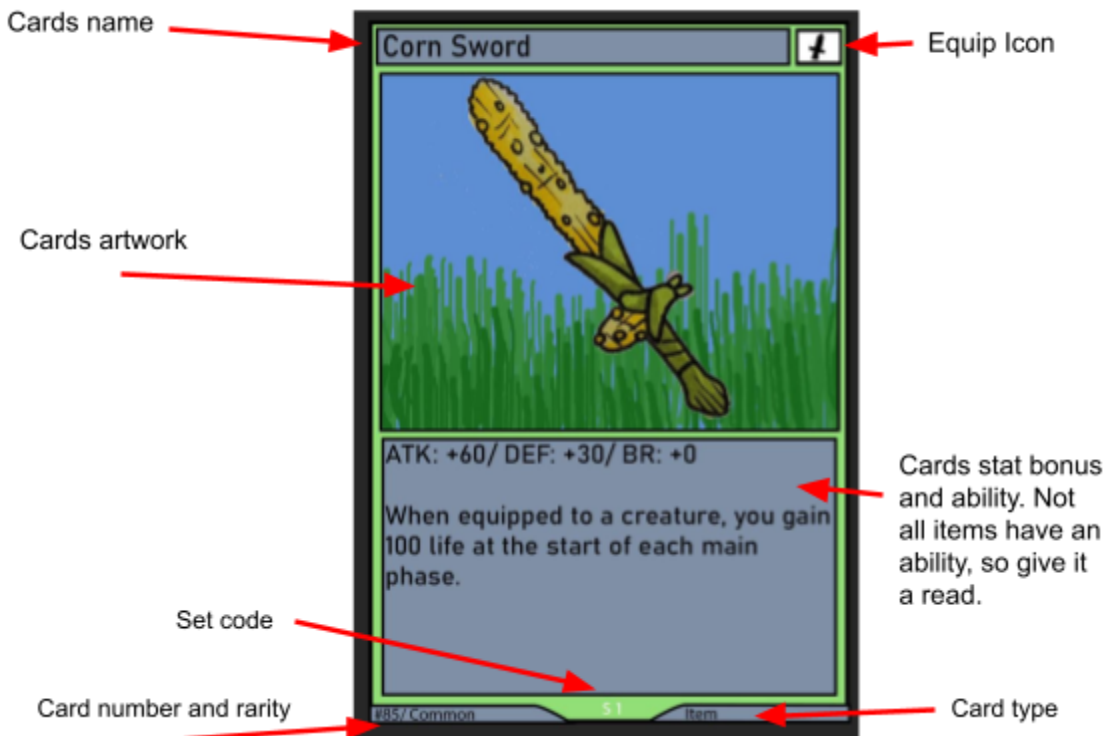 Cards name
Corn Sword
Equip Icon
Cards artwork
ATK: +60/ DEF: +30/ BR: +0
When equipped to a creature, you gain
100 life at the start of each main
phase.
Cards stat bonus
and ability. Not
all items have an
ability, so give it
a read.
Set code
Card number and rarity
#85/ Common
S 1
Item
Card type